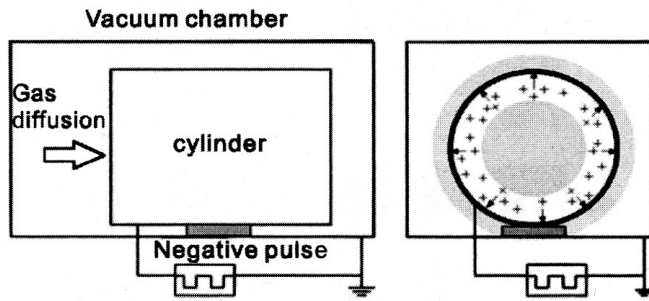 Vacuum chamber
Gas
diffusion
cylinder
Negative pulse